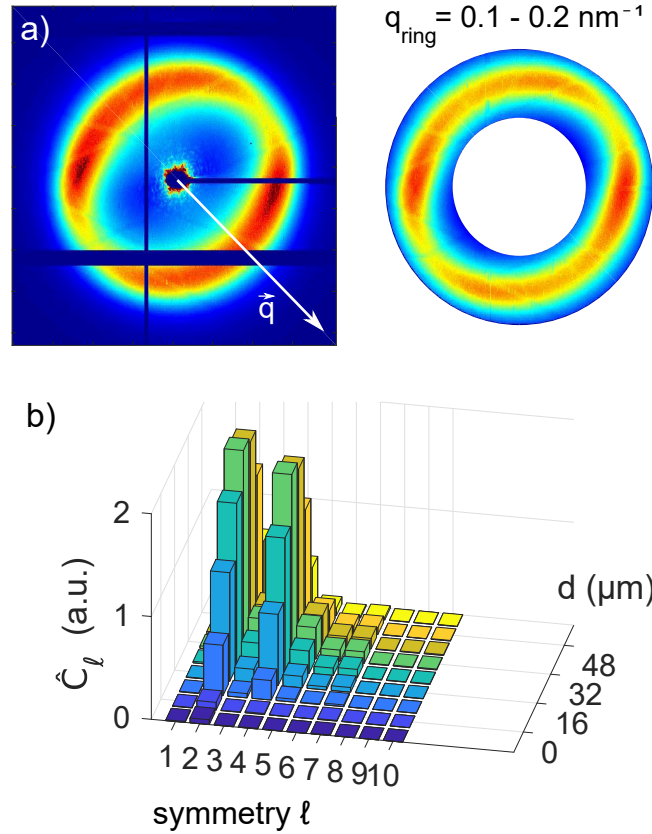 a)
q_ring = 0.1 - 0.2 nm⁻¹
q⃗
b)
2
1
0
Ĉ_ℓ (a.u.)
d (µm)
48
32
16
0
1 2 3 4 5 6 7 8 9 10
symmetry ℓ